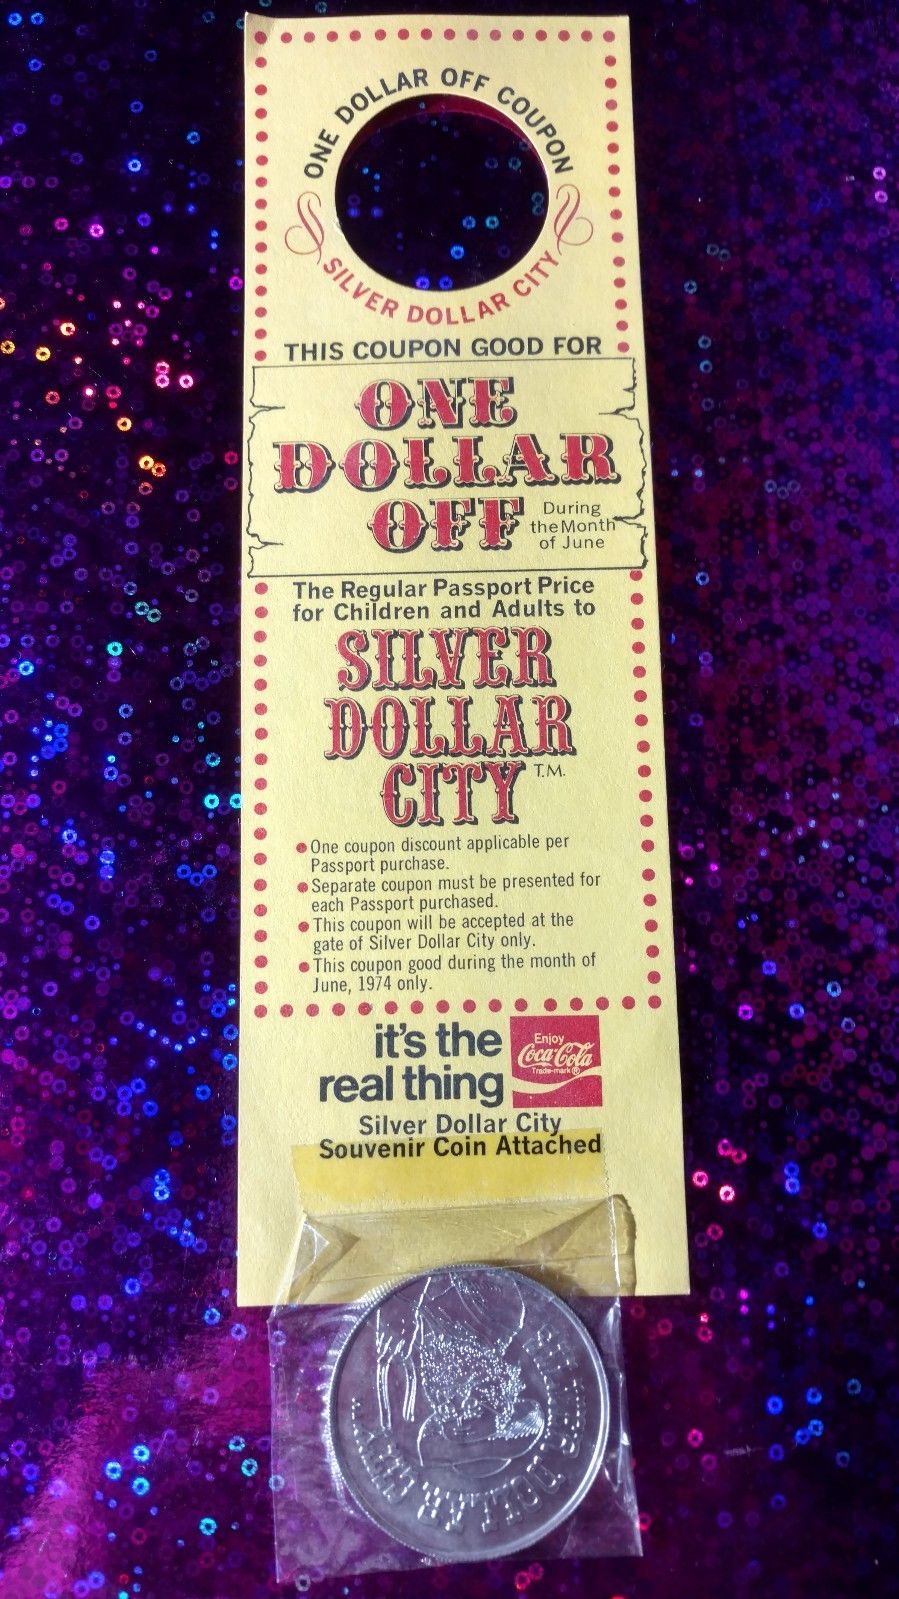 ONE DOLLAR OFF COUPON
SILVER DOLLAR CITY
THIS COUPON GOOD FOR
ONE
DOLLAR
OFF
During
the Month
of June
The Regular Passport Price
for Children and Adults to
SILVER
DOLLAR
CITY T.M.
• One coupon discount applicable per
Passport purchase.
• Separate coupon must be presented for
each Passport purchased.
• This coupon will be accepted at the
gate of Silver Dollar City only.
• This coupon good during the month of
June, 1974 only.
it's the
real thing
Enjoy
Coca-Cola
Trade-mark®
Silver Dollar City
Souvenir Coin Attached
SILVER DOLLAR CITY